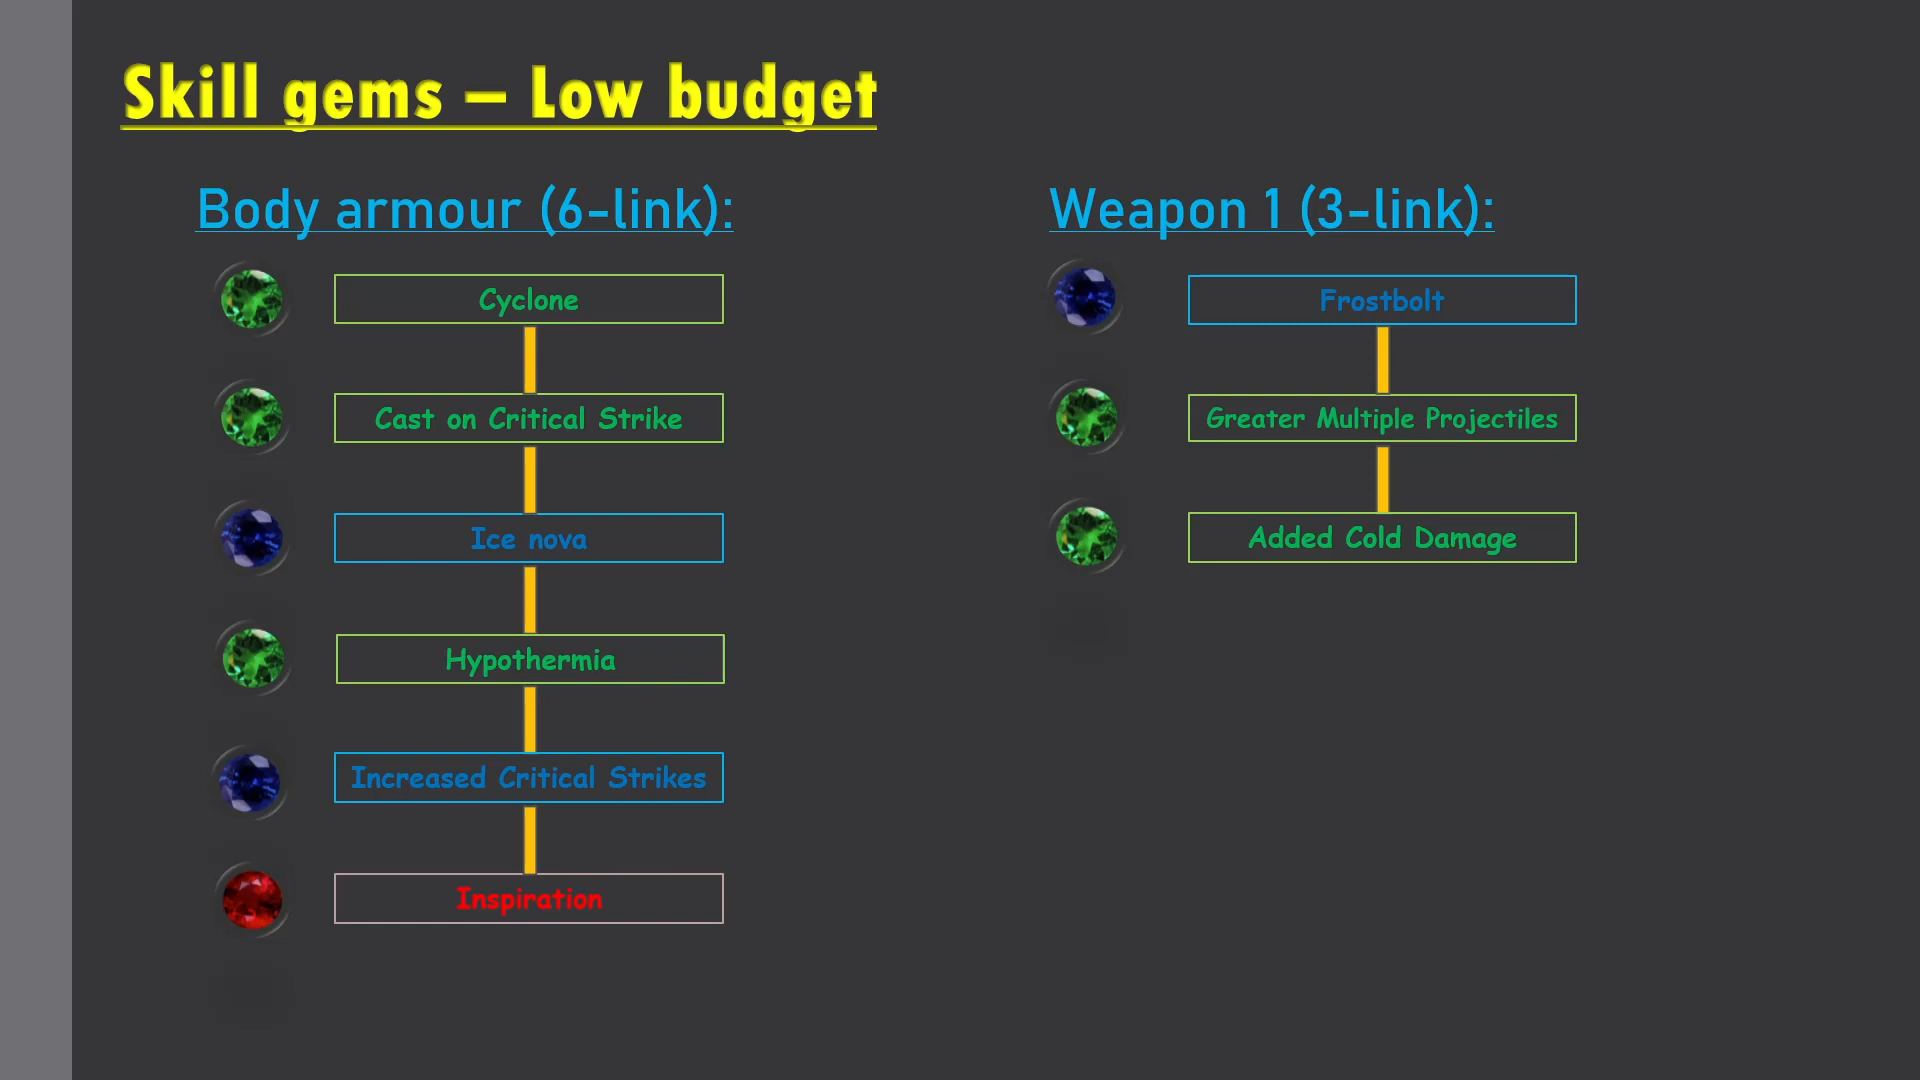 Skill gems – Low budget
Body armour (6-link):
Cyclone
Cast on Critical Strike
Ice nova
Hypothermia
Increased Critical Strikes
Inspiration
Weapon 1 (3-link):
Frostbolt
Greater Multiple Projectiles
Added Cold Damage